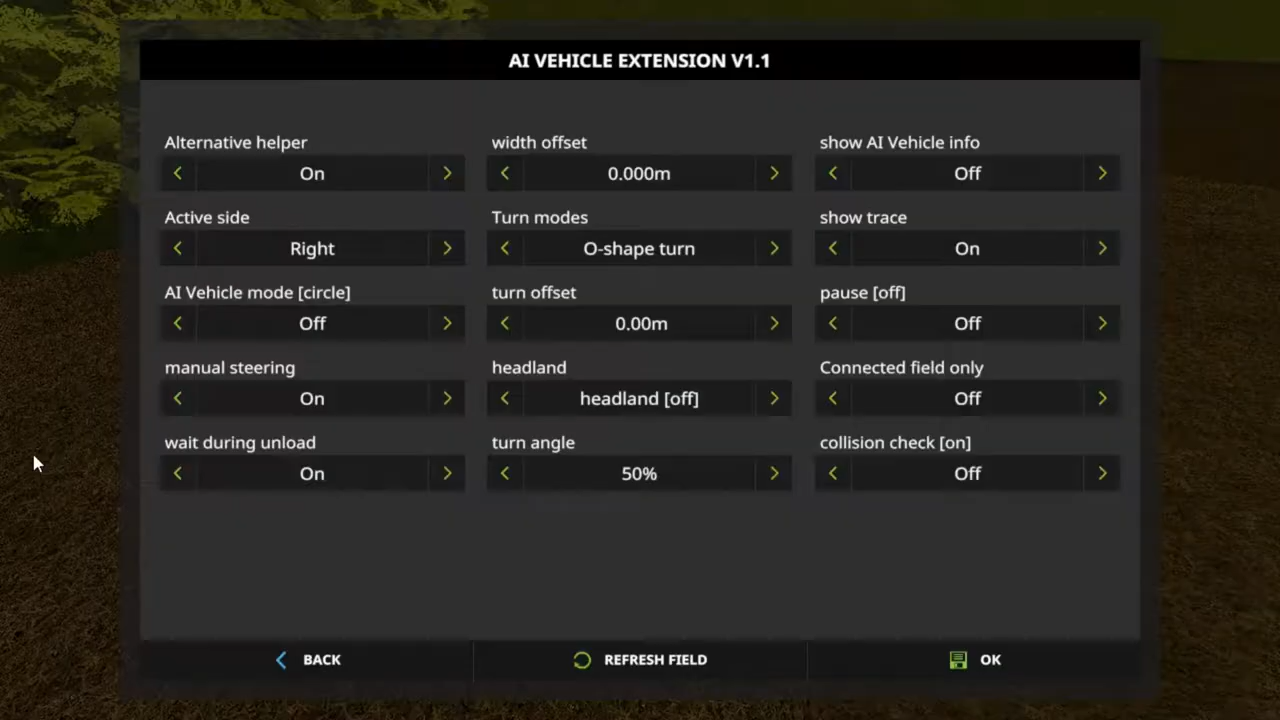 AI VEHICLE EXTENSION V1.1
Alternative helper
On
width offset
0.000m
show AI Vehicle info
Off
Active side
Right
Turn modes
O-shape turn
show trace
On
AI Vehicle mode [circle]
Off
turn offset
0.00m
pause [off]
Off
manual steering
On
headland
headland [off]
Connected field only
Off
wait during unload
On
turn angle
50%
collision check [on]
Off
BACK
REFRESH FIELD
OK